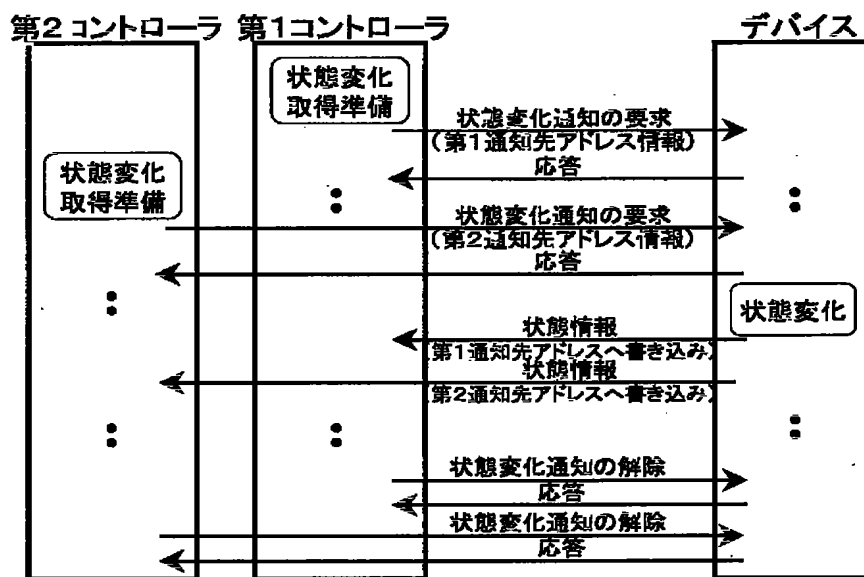 第2コントローラ 第1コントローラ デバイス
状態変化
取得準備
状態変化通知の要求
(第1通知先アドレス情報)
応答
状態変化
取得準備
状態変化通知の要求
(第2通知先アドレス情報)
応答
状態変化
状態情報
(第1通知先アドレスへ書き込み)
状態情報
(第2通知先アドレスへ書き込み)
状態変化通知の解除
応答
状態変化通知の解除
応答